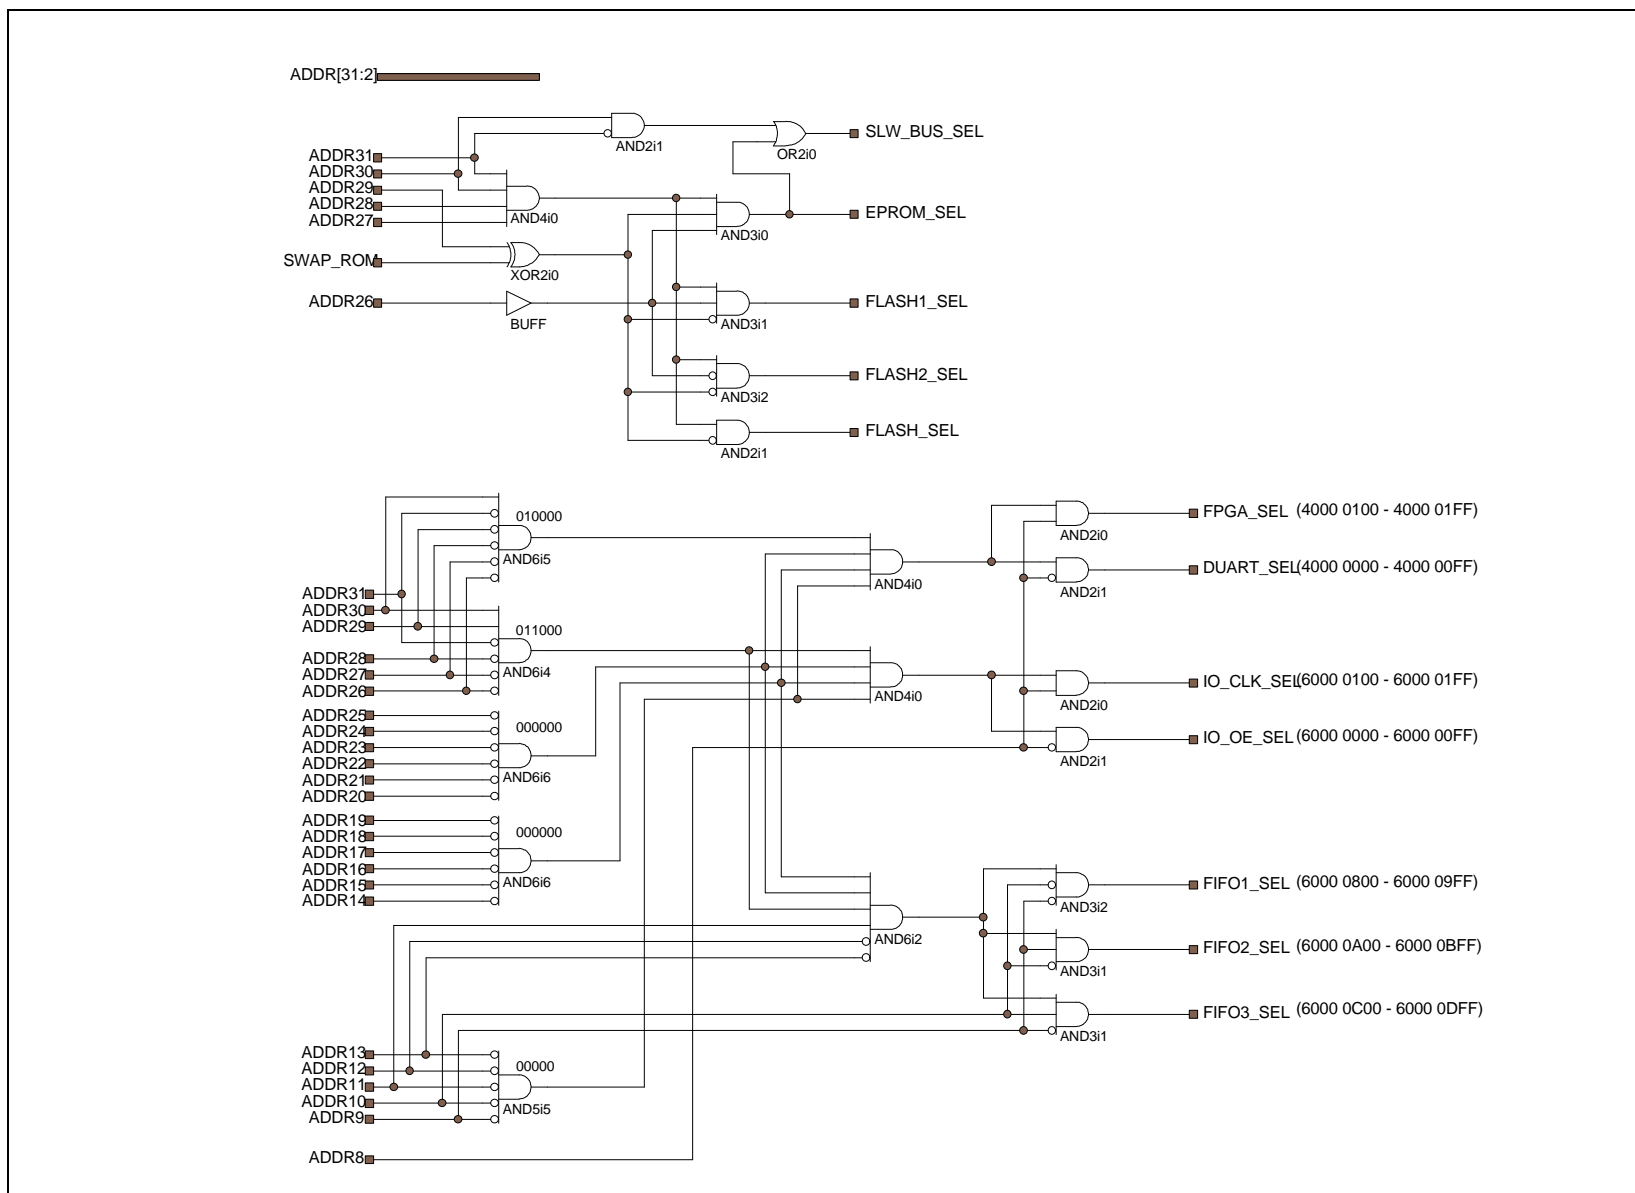 ADDR[31:2]
SLW_BUS_SEL
AND2i1
OR2i0
ADDR31
ADDR30
ADDR29
ADDR28
ADDR27
AND4i0
EPROM_SEL
AND3i0
SWAP_ROM
XOR2i0
ADDR26
BUFF
FLASH1_SEL
AND3i1
FLASH2_SEL
AND3i2
FLASH_SEL
AND2i1
010000
AND6i5
FPGA_SEL (4000 0100 - 4000 01FF)
AND2i0
AND4i0
DUART_SEL(4000 0000 - 4000 00FF)
AND2i1
ADDR31
ADDR30
ADDR29
011000
ADDR28
ADDR27
ADDR26
AND6i4
AND4i0
IO_CLK_SEL(6000 0100 - 6000 01FF)
AND2i0
ADDR25
ADDR24
ADDR23
ADDR22
ADDR21
ADDR20
000000
AND6i6
IO_OE_SEL (6000 0000 - 6000 00FF)
AND2i1
ADDR19
ADDR18
ADDR17
ADDR16
ADDR15
ADDR14
000000
AND6i6
FIFO1_SEL (6000 0800 - 6000 09FF)
AND3i2
AND6i2
FIFO2_SEL (6000 0A00 - 6000 0BFF)
AND3i1
FIFO3_SEL (6000 0C00 - 6000 0DFF)
AND3i1
ADDR13
ADDR12
ADDR11
ADDR10
ADDR9
00000
AND5i5
ADDR8